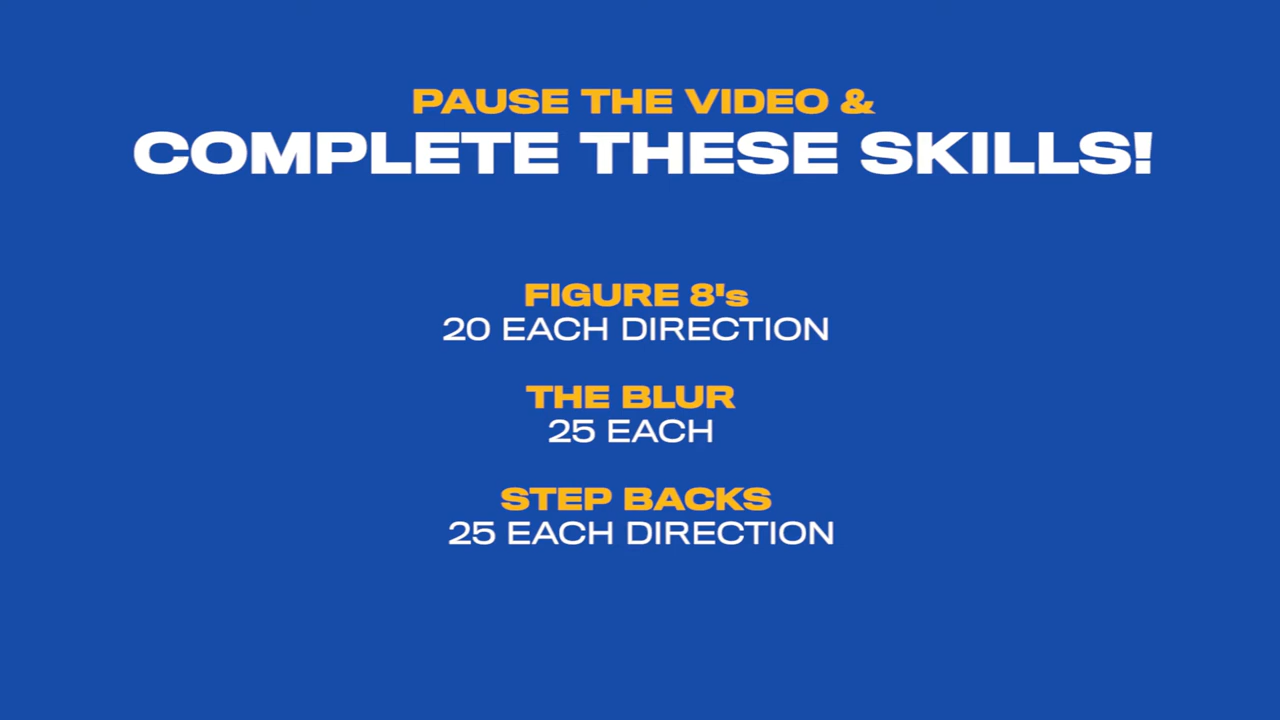 PAUSE THE VIDEO &
COMPLETE THESE SKILLS!
FIGURE 8's
20 EACH DIRECTION
THE BLUR
25 EACH
STEP BACKS
25 EACH DIRECTION